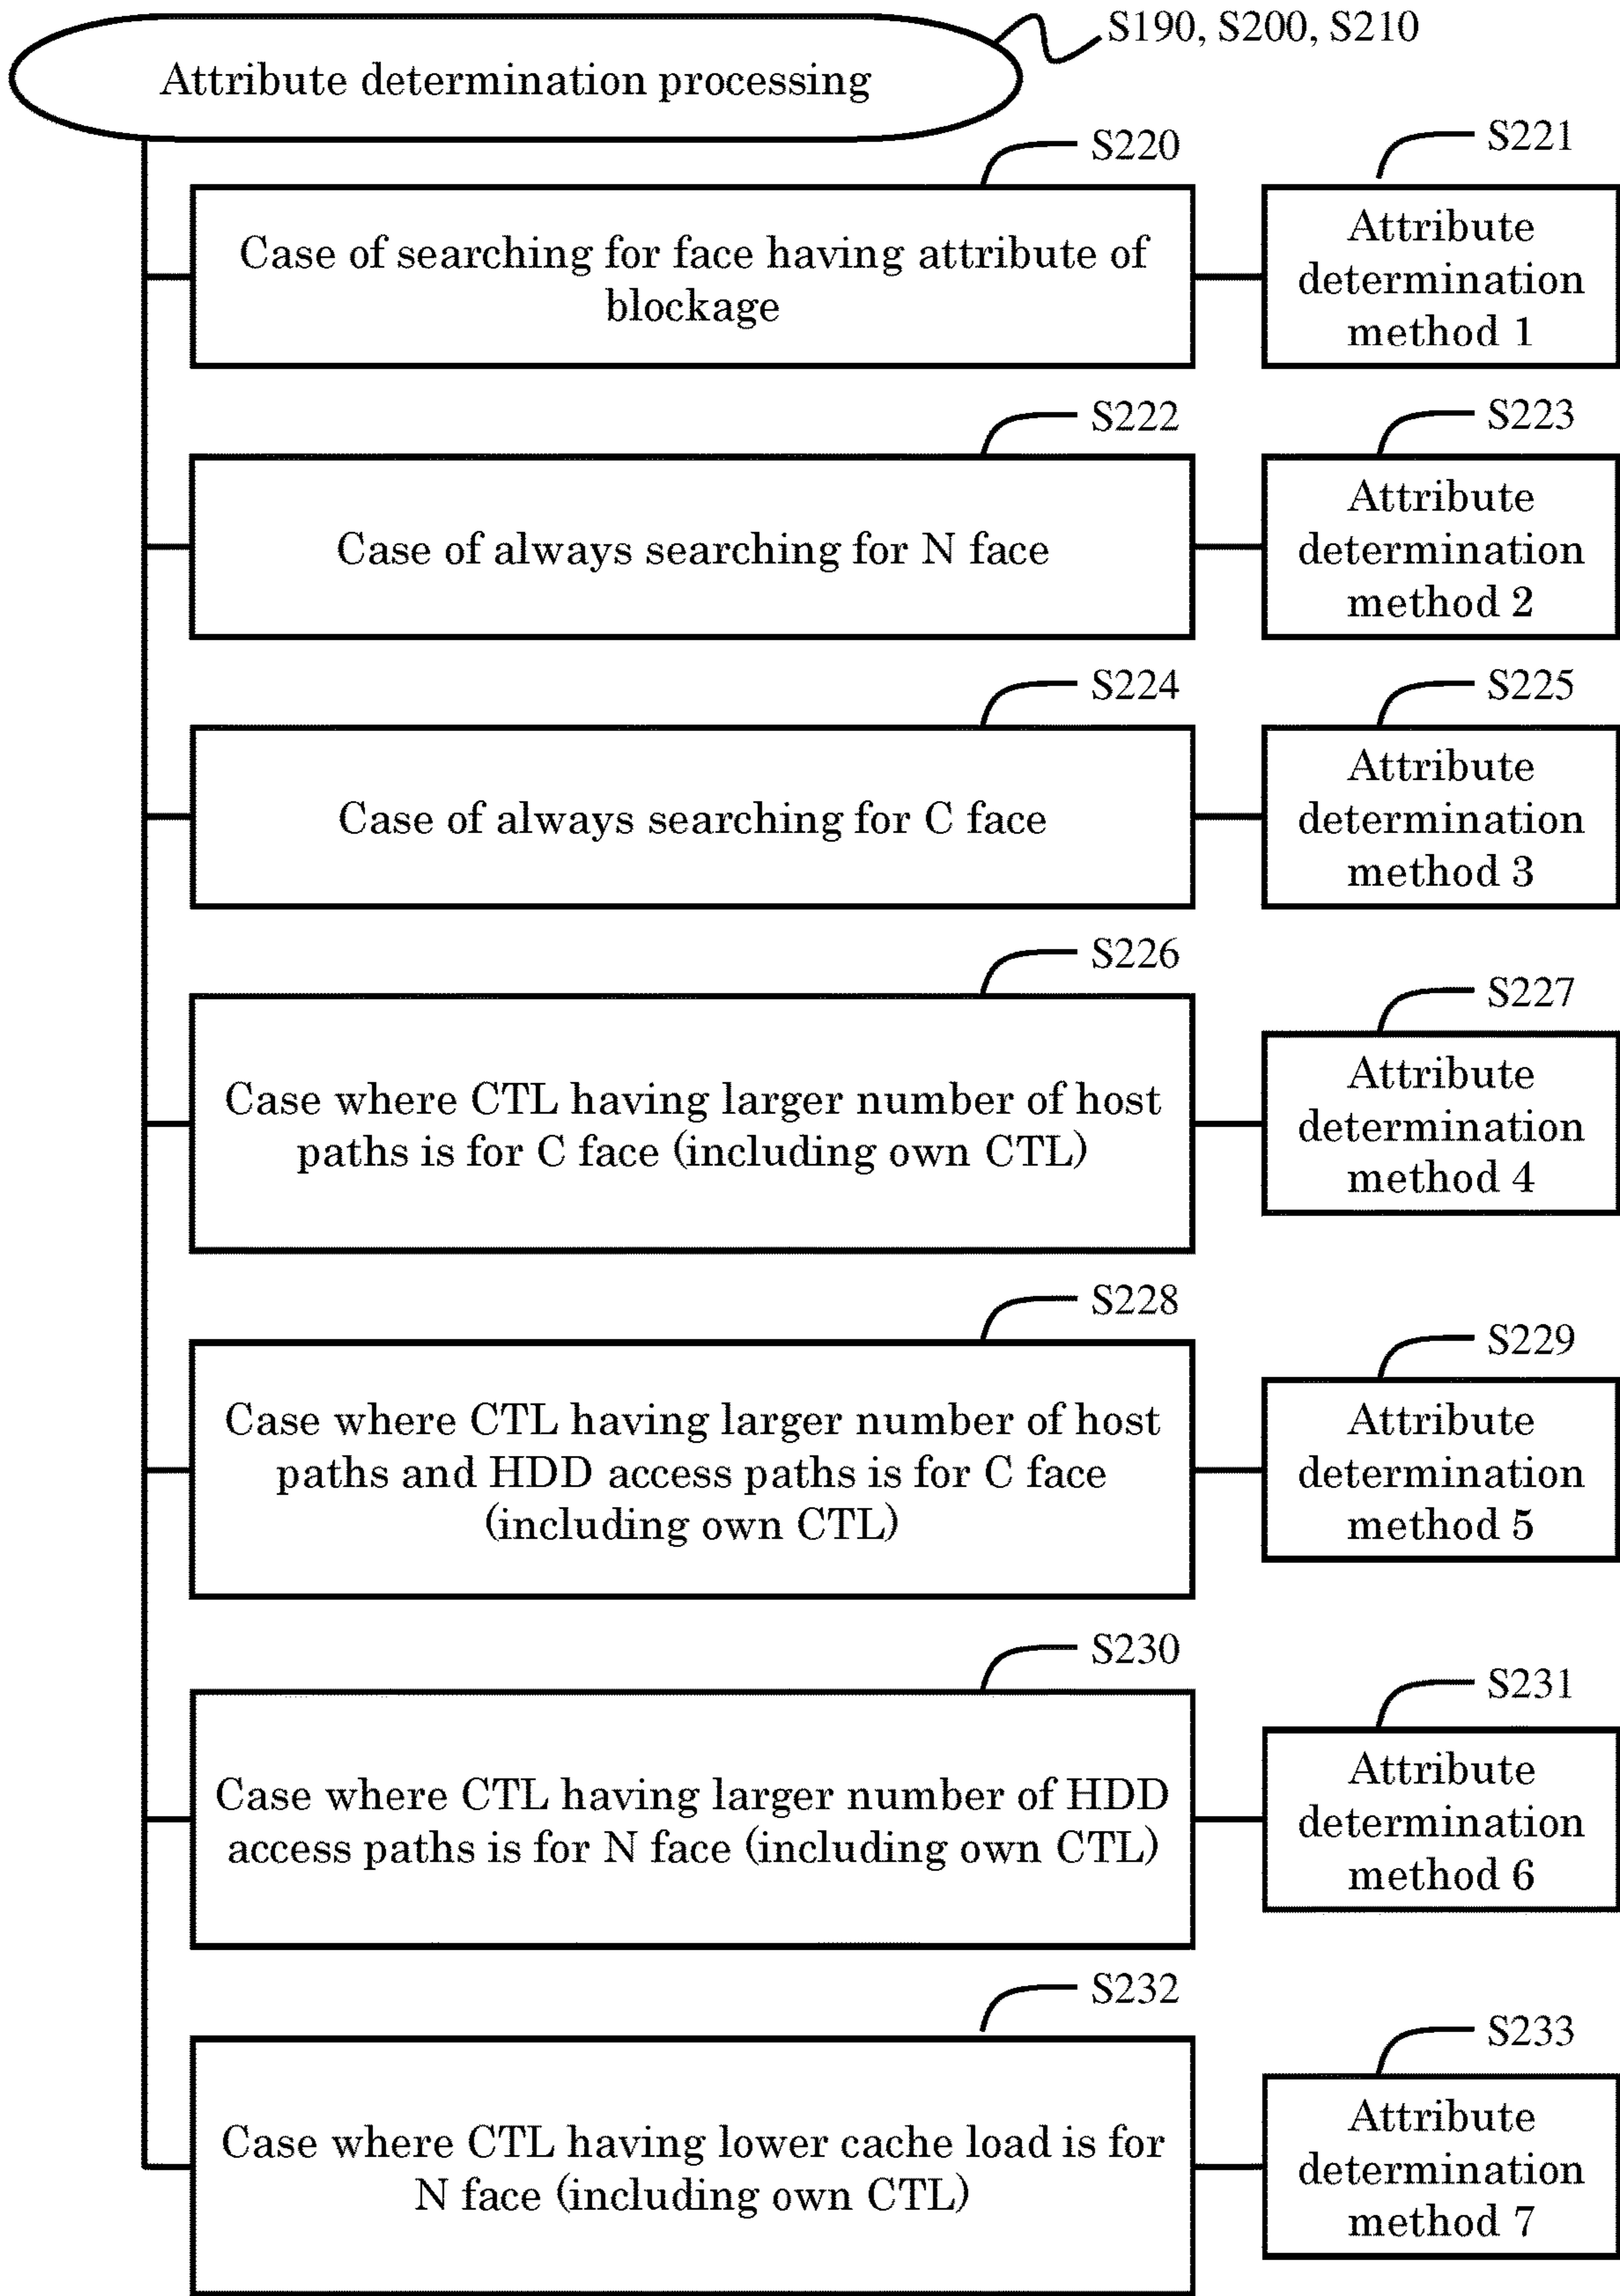 S190, S200, S210
Attribute determination processing
S220
Case of searching for face having attribute of
blockage
S221
Attribute
determination
method 1
S222
Case of always searching for N face
S223
Attribute
determination
method 2
S224
Case of always searching for C face
S225
Attribute
determination
method 3
S226
Case where CTL having larger number of host
paths is for C face (including own CTL)
S227
Attribute
determination
method 4
S228
Case where CTL having larger number of host
paths and HDD access paths is for C face
(including own CTL)
S229
Attribute
determination
method 5
S230
Case where CTL having larger number of HDD
access paths is for N face (including own CTL)
S231
Attribute
determination
method 6
S232
Case where CTL having lower cache load is for
N face (including own CTL)
S233
Attribute
determination
method 7